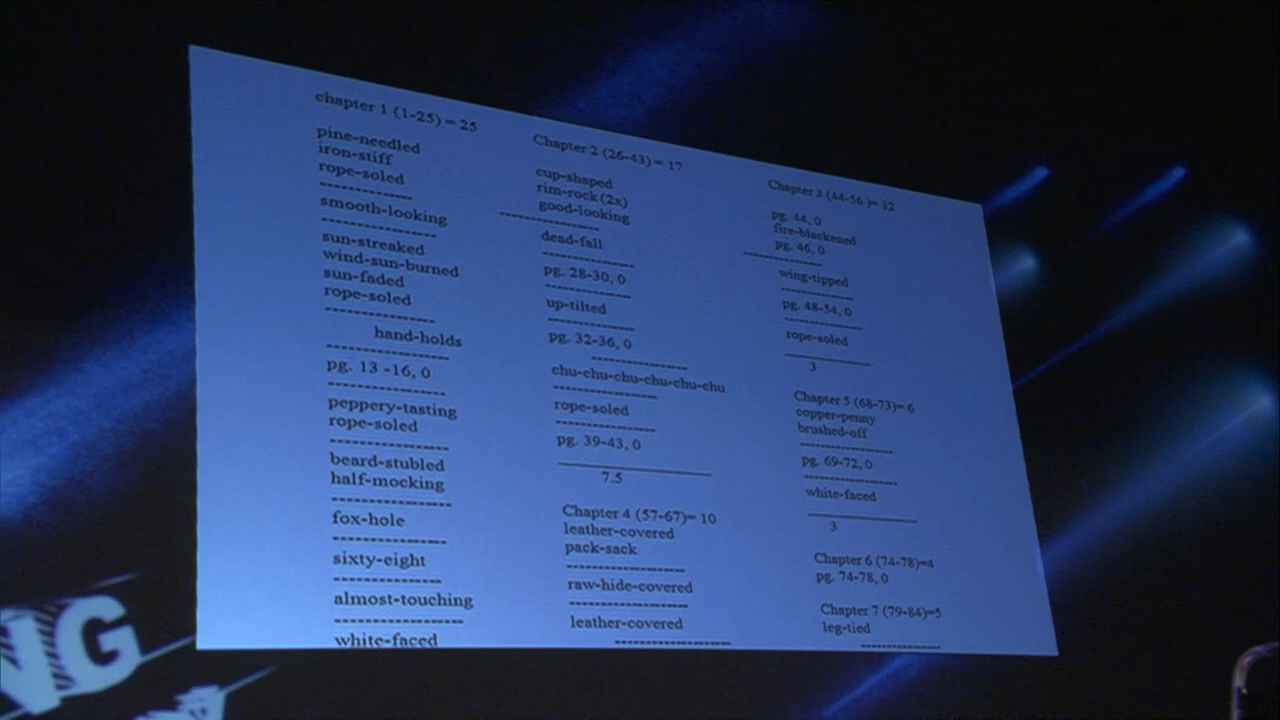 chapter 1 (1-25) = 25
pine-needled
iron-stiff
rope-soled
---------------
smooth-looking
------------------
sun-streaked
wind-sun-burned
sun-faded
rope-soled
-----------------
hand-holds
-------------------
pg. 13 -16, 0
------------------
peppery-tasting
rope-soled
------------------
beard-stubled
half-mocking
------------------
fox-hole
-----------------
sixty-eight
----------------
almost-touching
-------------------
white-faced
Chapter 2 (26-43) = 17
cup-shaped
rim-rock (2x)
good-looking
-----------------
dead-fall
---------------
pg. 28-30, 0
--------------
up-tilted
--------------
pg. 32-36, 0
----------------
chu-chu-chu-chu-chu-chu
-----------------
rope-soled
----------------
pg. 39-43, 0
7.5
Chapter 4 (57-67)= 10
leather-covered
pack-sack
-------------------
raw-hide-covered
-------------------
leather-covered
-------------------
Chapter 3 (44-56 )= 12
pg. 44, 0
fire-blackened
pg. 46, 0
--------------
wing-tipped
-------------
pg. 48-54, 0
--------------
rope-soled
3
Chapter 5 (68-73)= 6
copper-penny
brushed-off
----------------
pg. 69-72, 0
----------------
white-faced
3
Chapter 6 (74-78)=4
pg. 74-78, 0
Chapter 7 (79-84)=5
leg-tied
--------------
NG